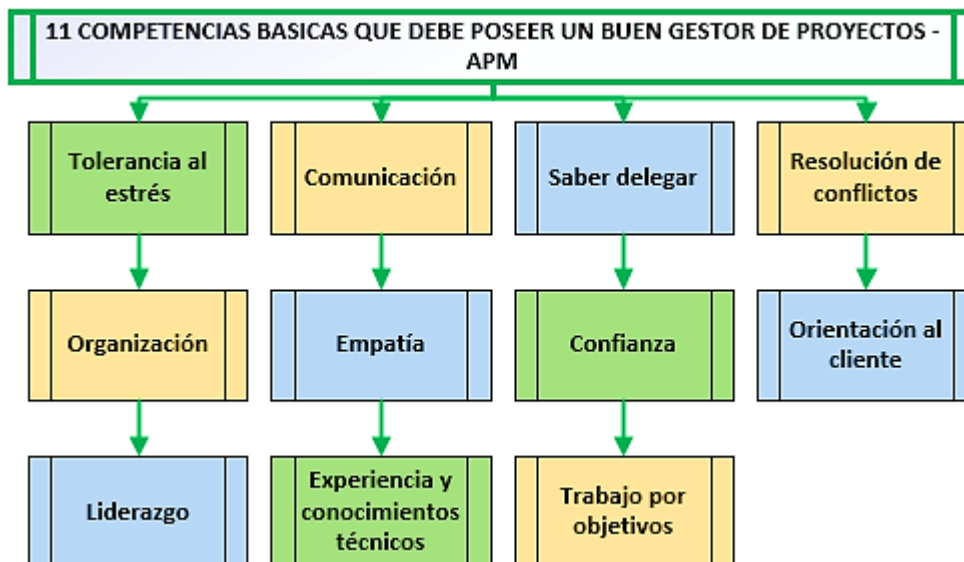 11 COMPETENCIAS BASICAS QUE DEBE POSEER UN BUEN GESTOR DE PROYECTOS -
APM
Tolerancia al
estrés
Comunicación
Saber delegar
Resolución de
conflictos
Organización
Empatía
Confianza
Orientación al
cliente
Liderazgo
Experiencia y
conocimientos
técnicos
Trabajo por
objetivos